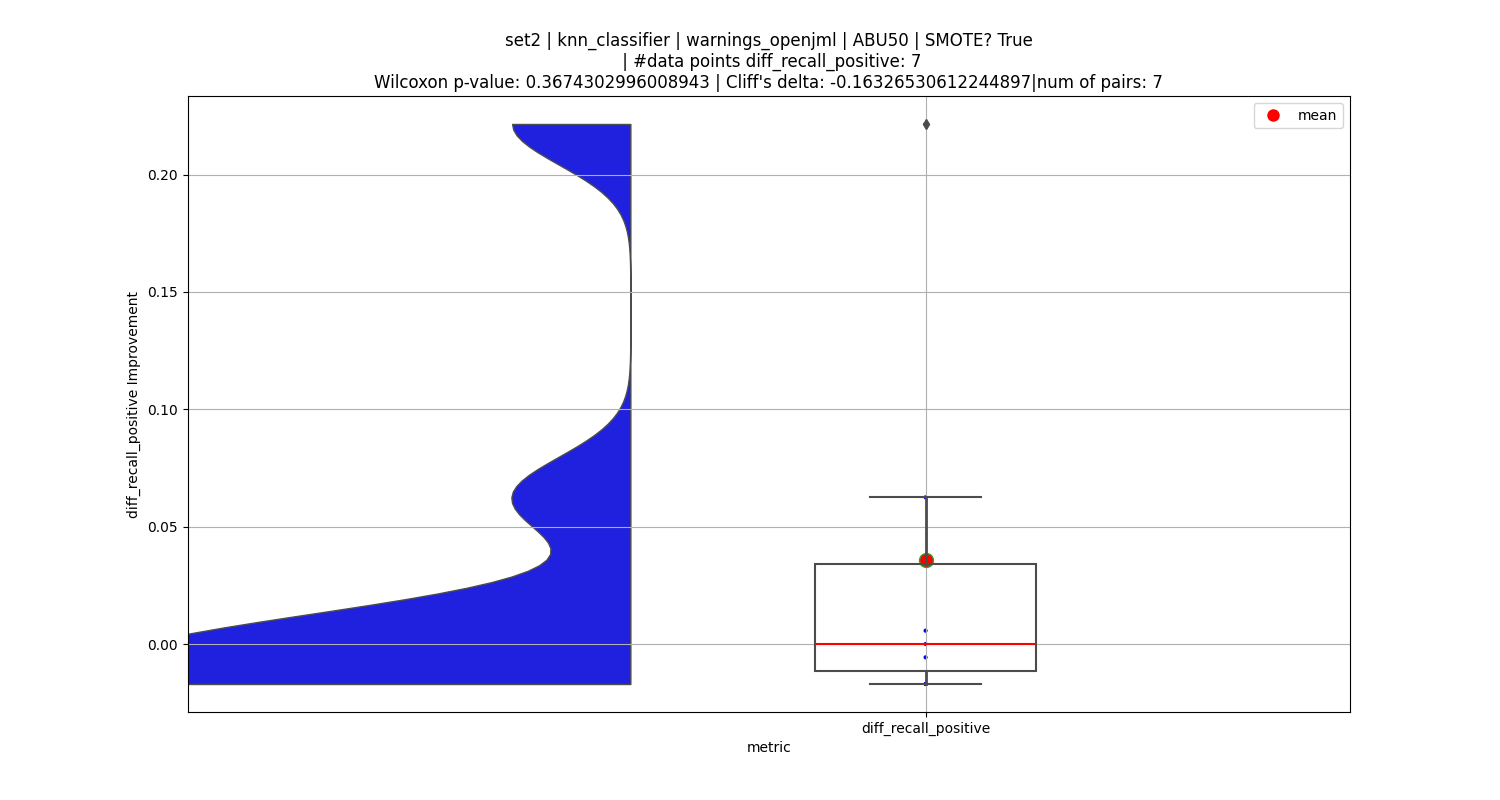 set2 | knn_classifier | warnings_openjml | ABU50 | SMOTE? True
| #data points diff_recall_positive: 7
Wilcoxon p-value: 0.3674302996008943 | Cliff's delta: -0.16326530612244897|num of pairs: 7
mean
0.20
0.15
0.10
0.05
0.00
diff_recall_positive Improvement
diff_recall_positive
metric